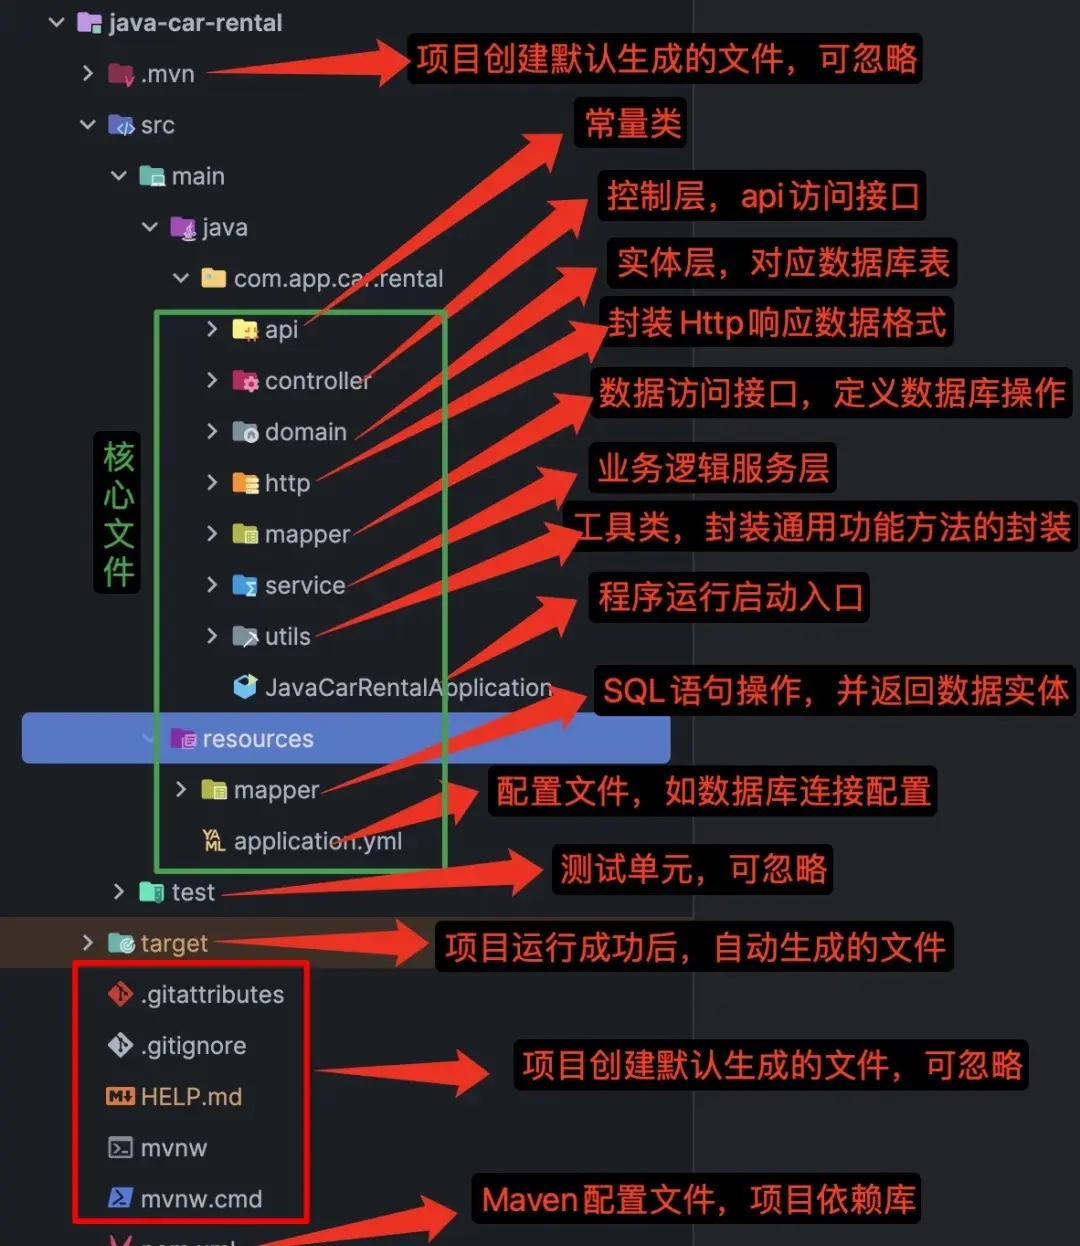 java-car-rental
.mvn
项目创建默认生成的文件，可忽略
src
常量类
main
控制层，api访问接口
java
实体层，对应数据库表
com.app.car.rental
封装Http响应数据格式
api
controller
数据访问接口，定义数据库操作
domain
核心文件
业务逻辑服务层
http
工具类，封装通用功能方法的封装
mapper
service
程序运行启动入口
utils
JavaCarRentalApplication
SQL语句操作，并返回数据实体
resources
mapper
配置文件，如数据库连接配置
YAML
application.yml
测试单元，可忽略
test
target
项目运行成功后，自动生成的文件
.gitattributes
.gitignore
项目创建默认生成的文件，可忽略
M↓
HELP.md
mvnw
mvnw.cmd
Maven配置文件，项目依赖库